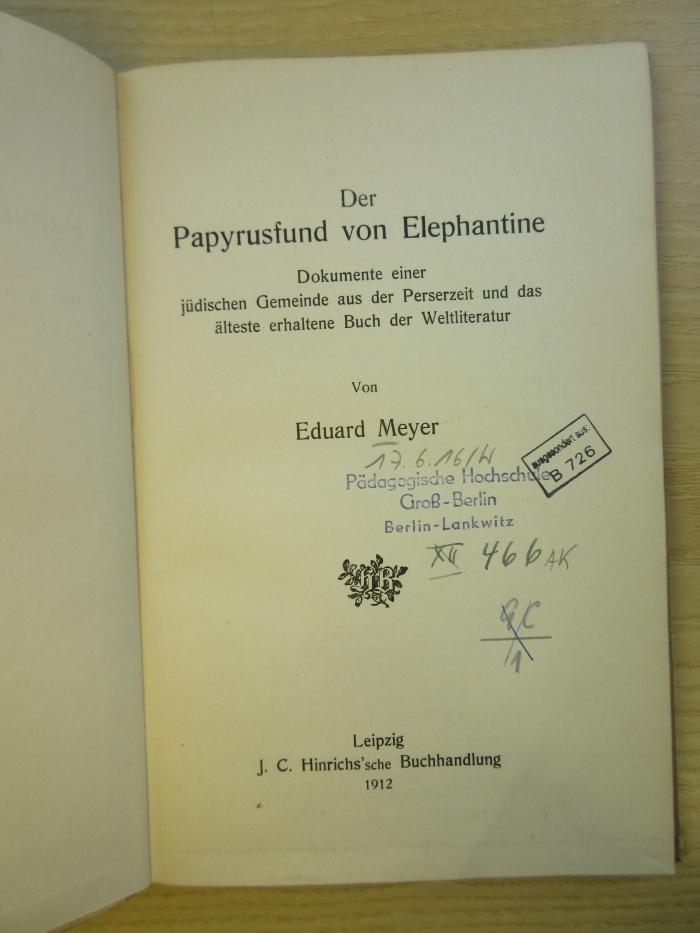 Der
Papyrusfund von Elephantine
Dokumente einer
jüdischen Gemeinde aus der Perserzeit und das
älteste erhaltene Buch der Weltliteratur
Von
Eduard Meyer
17. 6. 16/
ausgesondert aus:
B 726
Pädagogische Hochschule
Groß-Berlin
Berlin-Lankwitz
XII 466 AK
HB
1
Leipzig
J. C. Hinrichs'sche Buchhandlung
1912